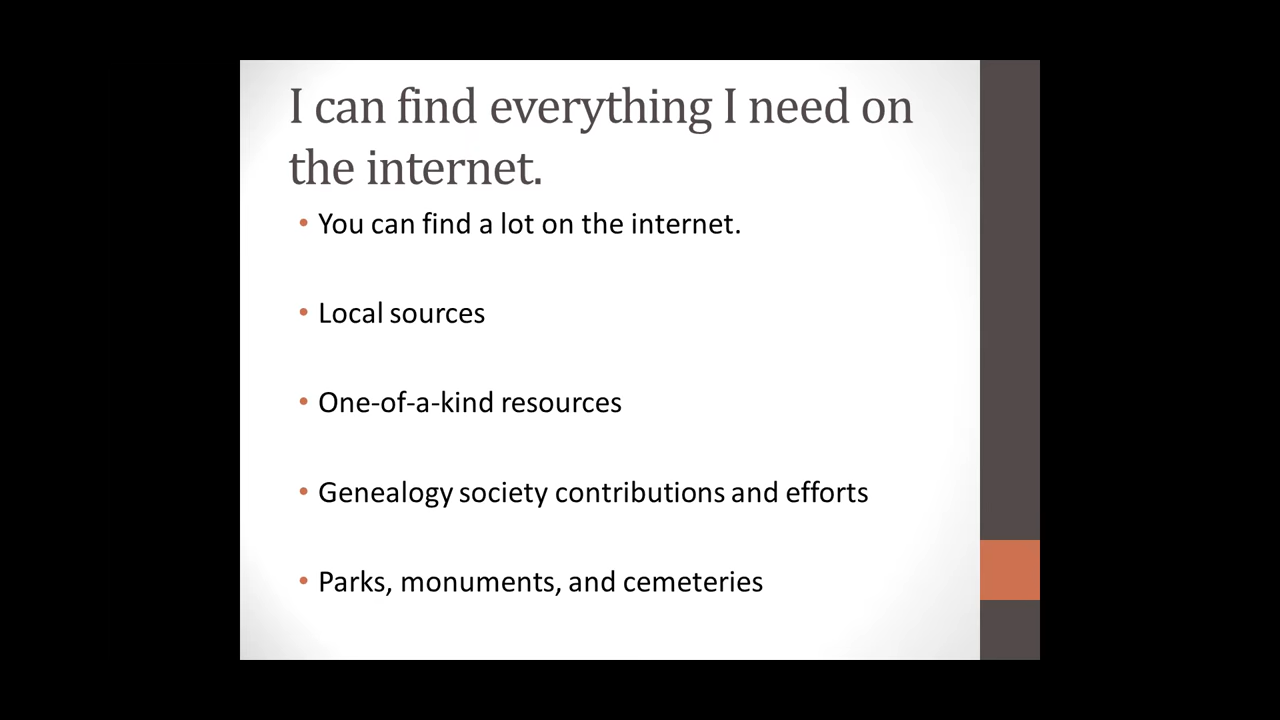 I can find everything I need on
the internet.
• You can find a lot on the internet.
• Local sources
• One-of-a-kind resources
• Genealogy society contributions and efforts
• Parks, monuments, and cemeteries